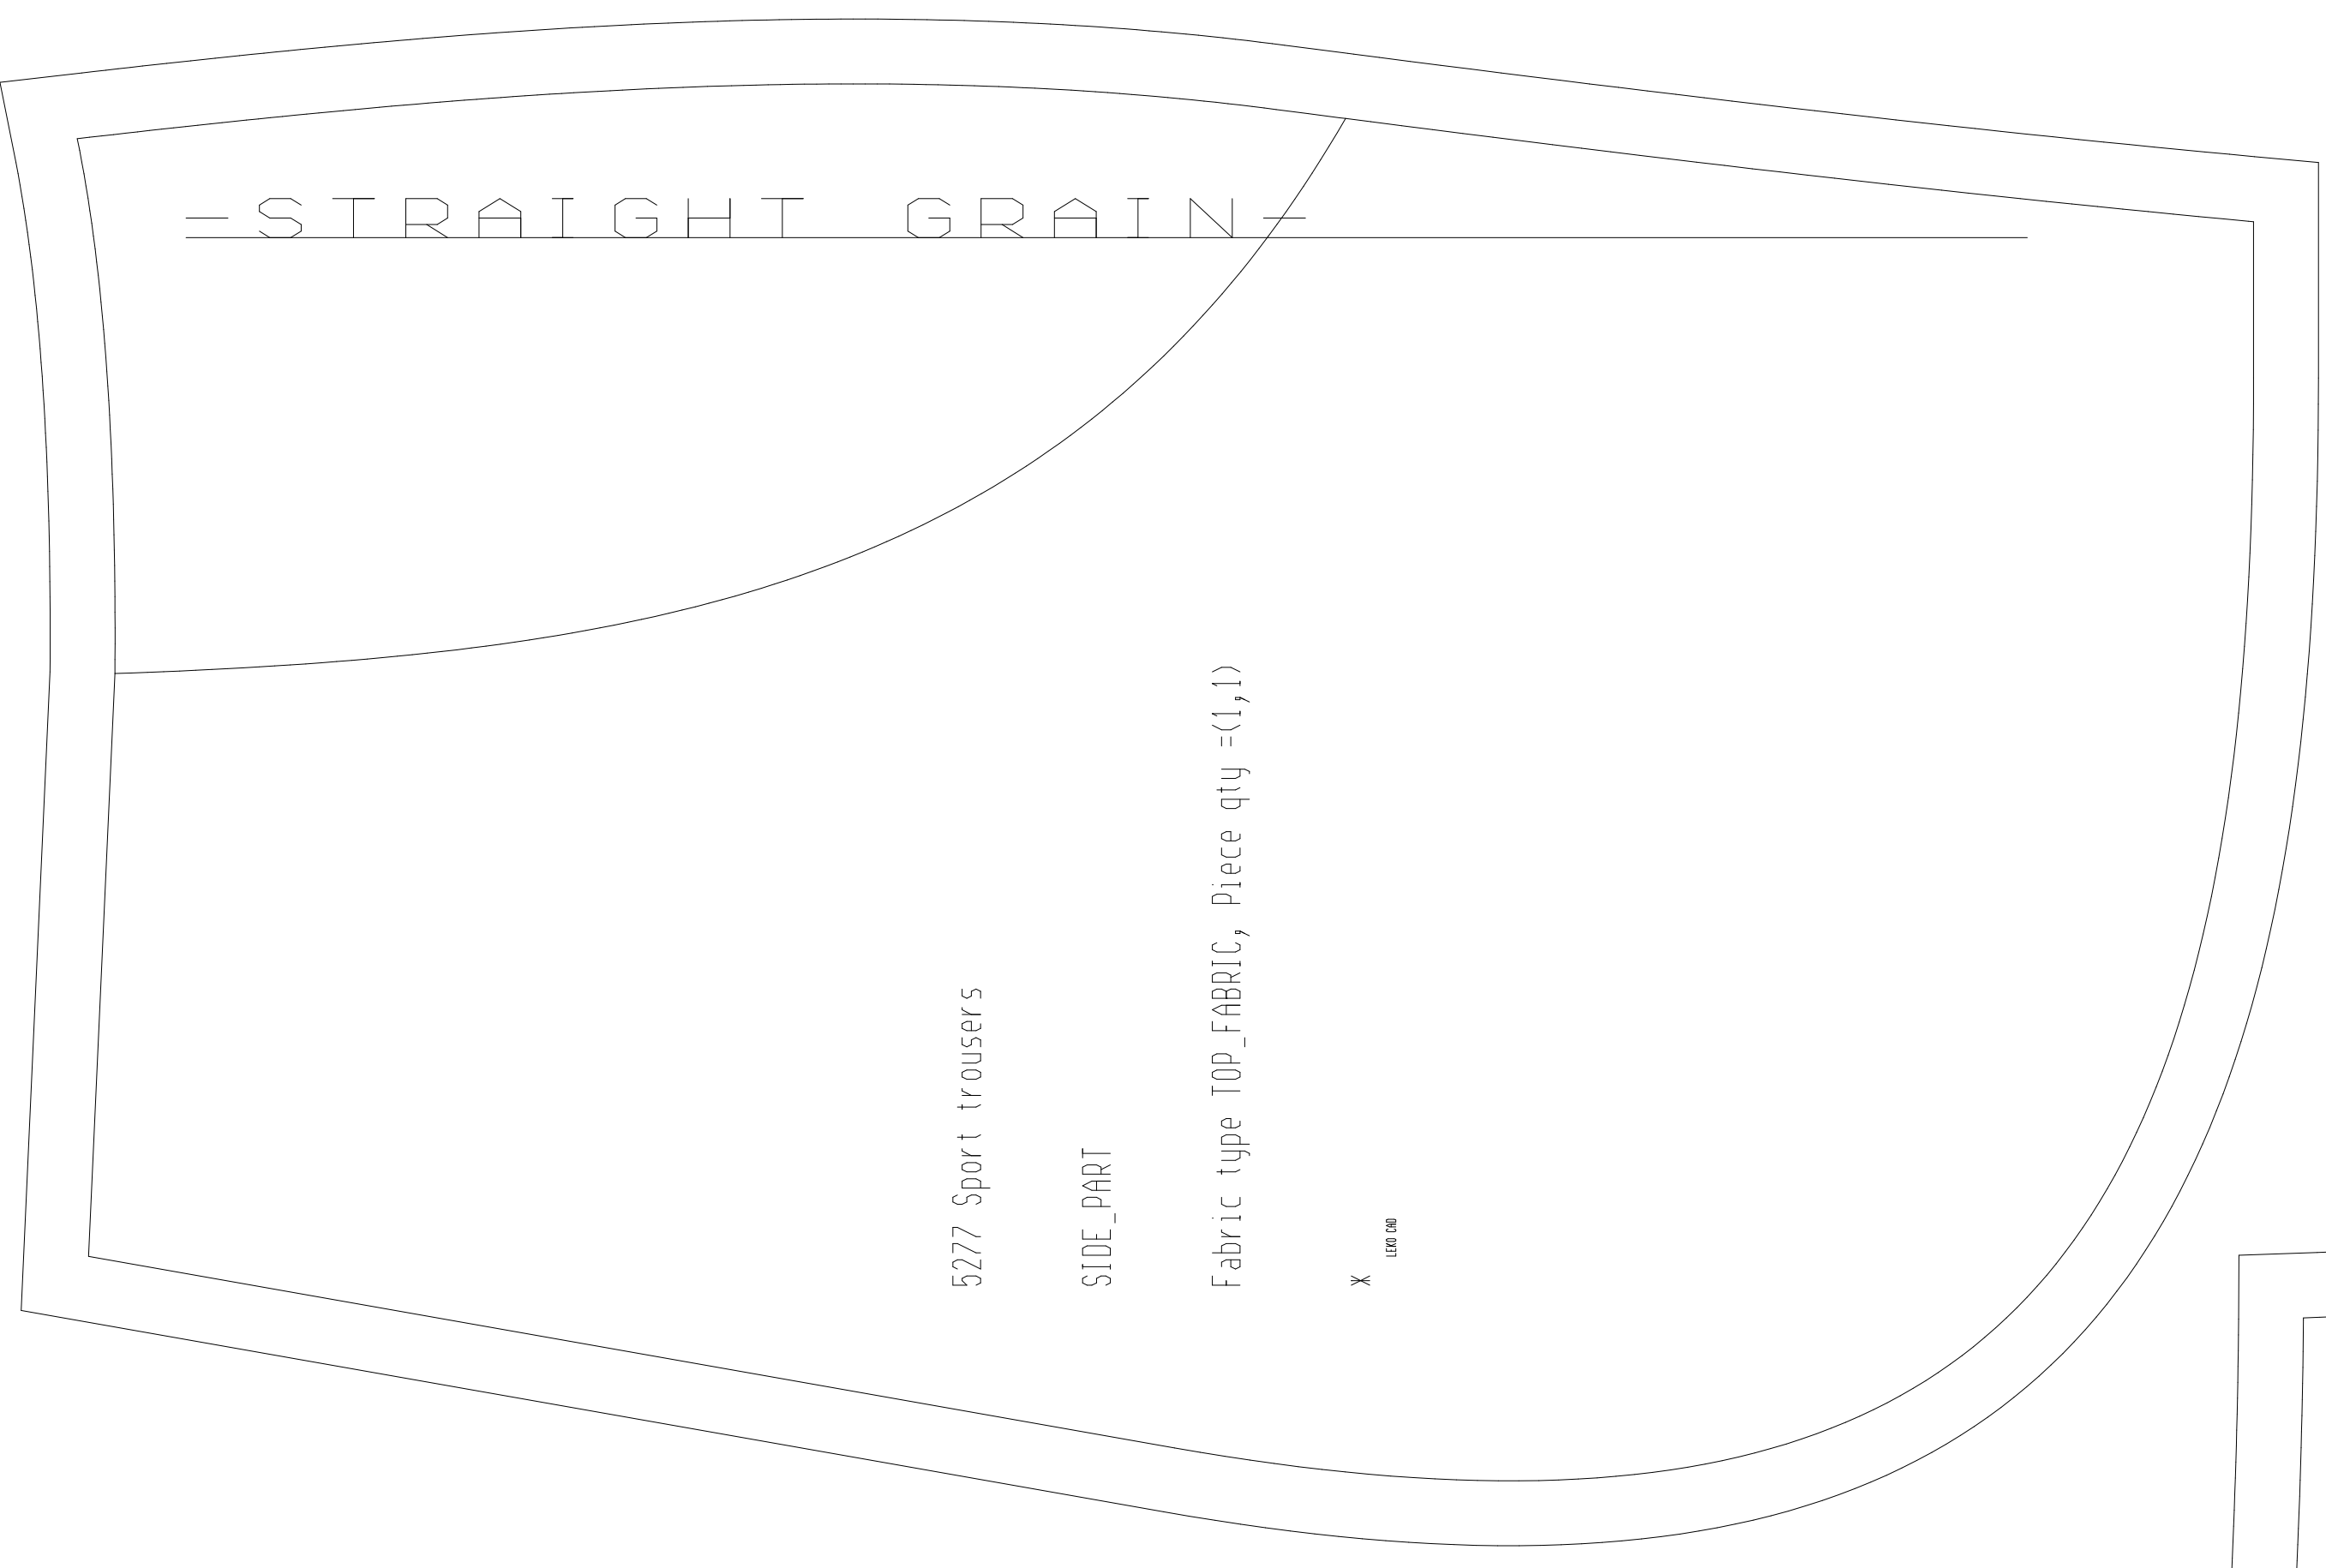 -STRAIGHT GRAIN-
5277 Sport trousers
SIDE_PART
Fabric type TOP_FABRIC, Piece qty =(1,1)
*
LEKO CAD